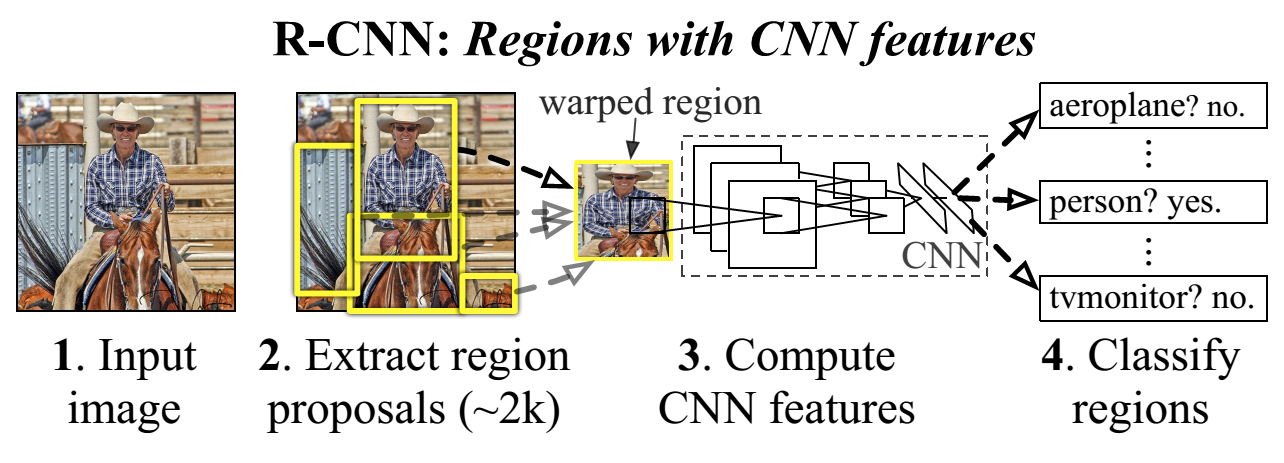 R-CNN: Regions with CNN features
warped region
aeroplane? no.
person? yes.
tvmonitor? no.
CNN
1. Input image
2. Extract region proposals (~2k)
3. Compute CNN features
4. Classify regions